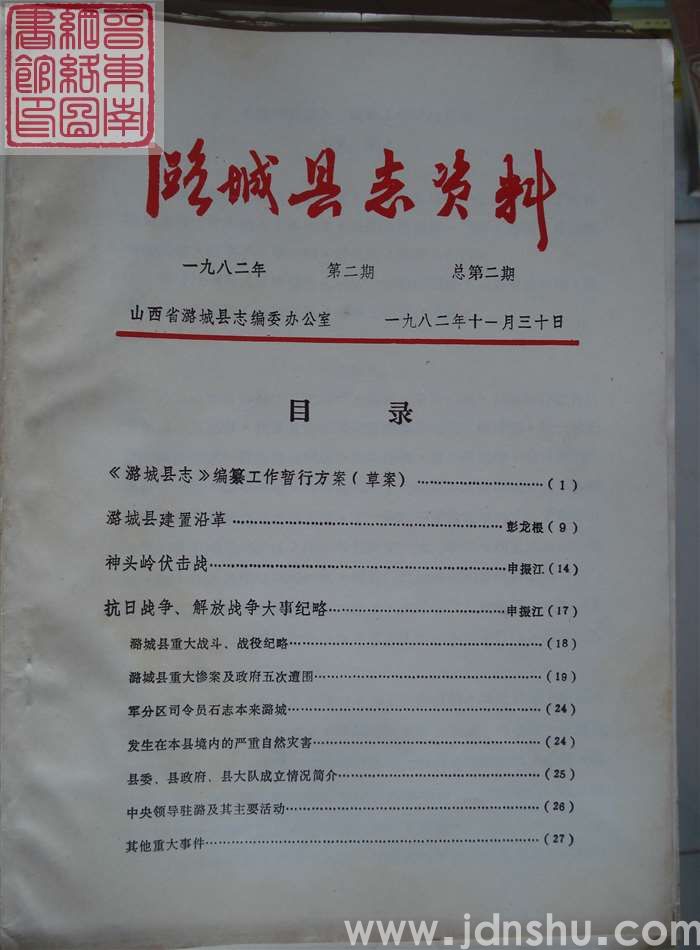 晋东南
网络图
书馆印
潞城县志资料
一九八二年 第二期 总第二期
山西省潞城县志编委办公室 一九八二年十一月三十日
目 录
《潞城县志》编纂工作暂行方案(草案) ……………(1)
潞城县建置沿革……………彭龙根(9)
神头岭伏击战……………申振江(14)
抗日战争、解放战争大事纪略……………申振江(17)
潞城县重大战斗、战役纪略……………(18)
潞城县重大惨案及政府五次遭围……………(19)
军分区司令员石志本来潞城……………(24)
发生在本县境内的严重自然灾害……………(24)
县委、县政府、县大队成立情况简介……………(25)
中央领导驻潞及其主要活动……………(26)
其他重大事件……………(27)
www.jdnshu.com